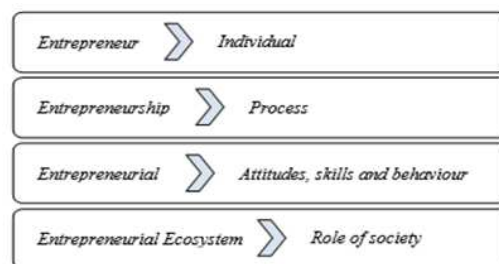 Entrepreneur Individual
Entrepreneurship Process
Entrepreneurial Attitudes, skills and behaviour
Entrepreneurial Ecosystem Role of society